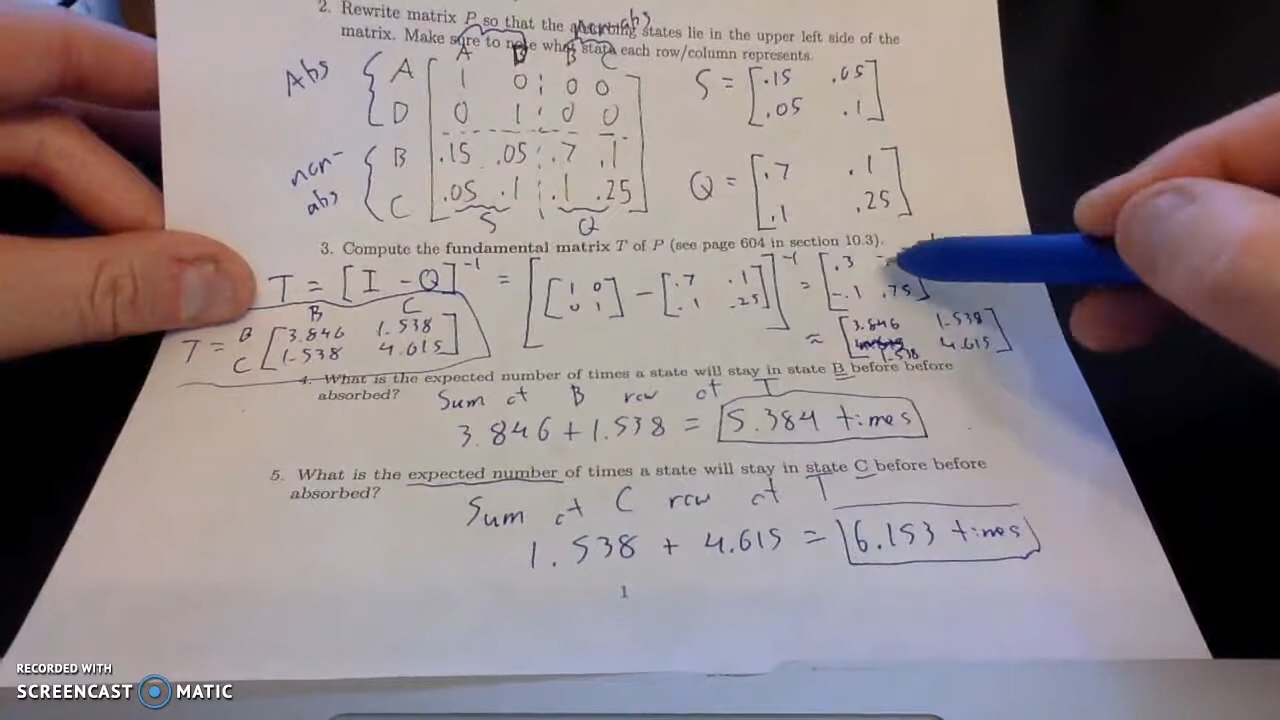 2. Rewrite matrix P so that the absorbing states lie in the upper left side of the
matrix. Make sure to note what state each row/column represents.
non abs
A D B C
Abs { A [ 1 0 0 0
D 0 1 0 0
non-abs { B .15 .05 .7 .1
C .05 .1 .1 .25 ]
S Q
S = [ .15 .05
.05 .1 ]
Q = [ .7 .1
.1 .25 ]
3. Compute the fundamental matrix T of P (see page 604 in section 10.3).
T = [I - Q]⁻¹ = [ [ 1 0
0 1 ] - [ .7 .1
.1 .25 ] ]⁻¹ = [ .3 -
-.1 .75 ]
B C
T = B [ 3.846 1.538
C 1.538 4.615 ]
≈ [ 3.846 1.538
1.538 4.615 ]
4. What is the expected number of times a state will stay in state B before before
absorbed?
Sum of B row of T
3.846 + 1.538 = 5.384 times
5. What is the expected number of times a state will stay in state C before before
absorbed?
Sum of C row of T
1.538 + 4.615 = 6.153 times
1
RECORDED WITH
SCREENCAST MATIC